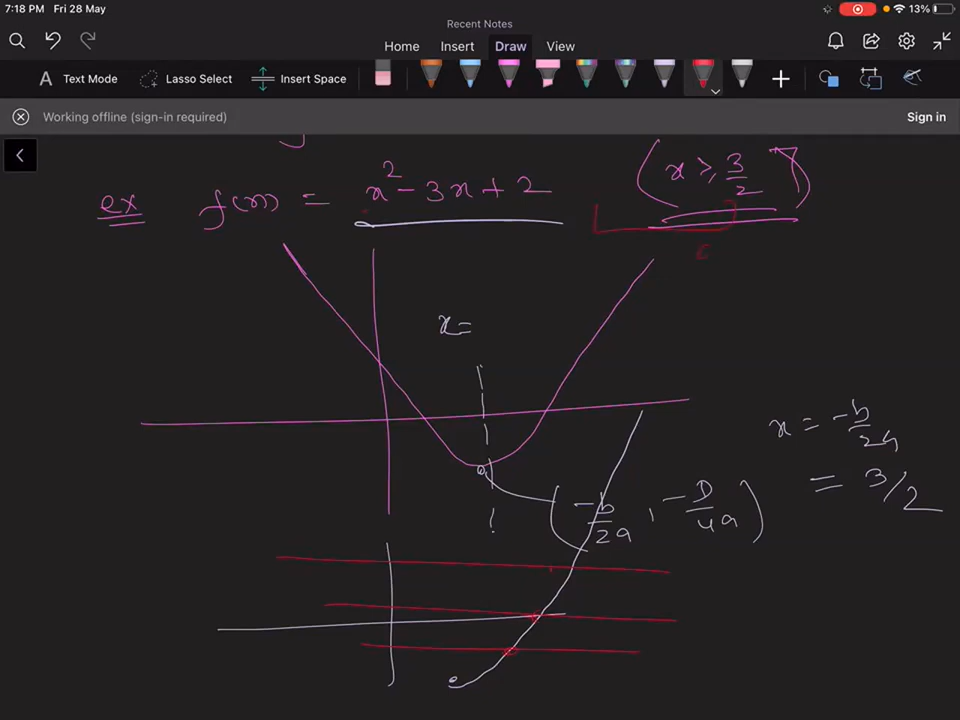 7:18 PM Fri 28 May
13%
Recent Notes
Home Insert Draw View
Text Mode Lasso Select Insert Space
Working offline (sign-in required) Sign in
ex f(x) = x² - 3x + 2 (x ≥ 3/2)
x =
x = -b/2a
= 3/2
(-b/2a, -D/4a)